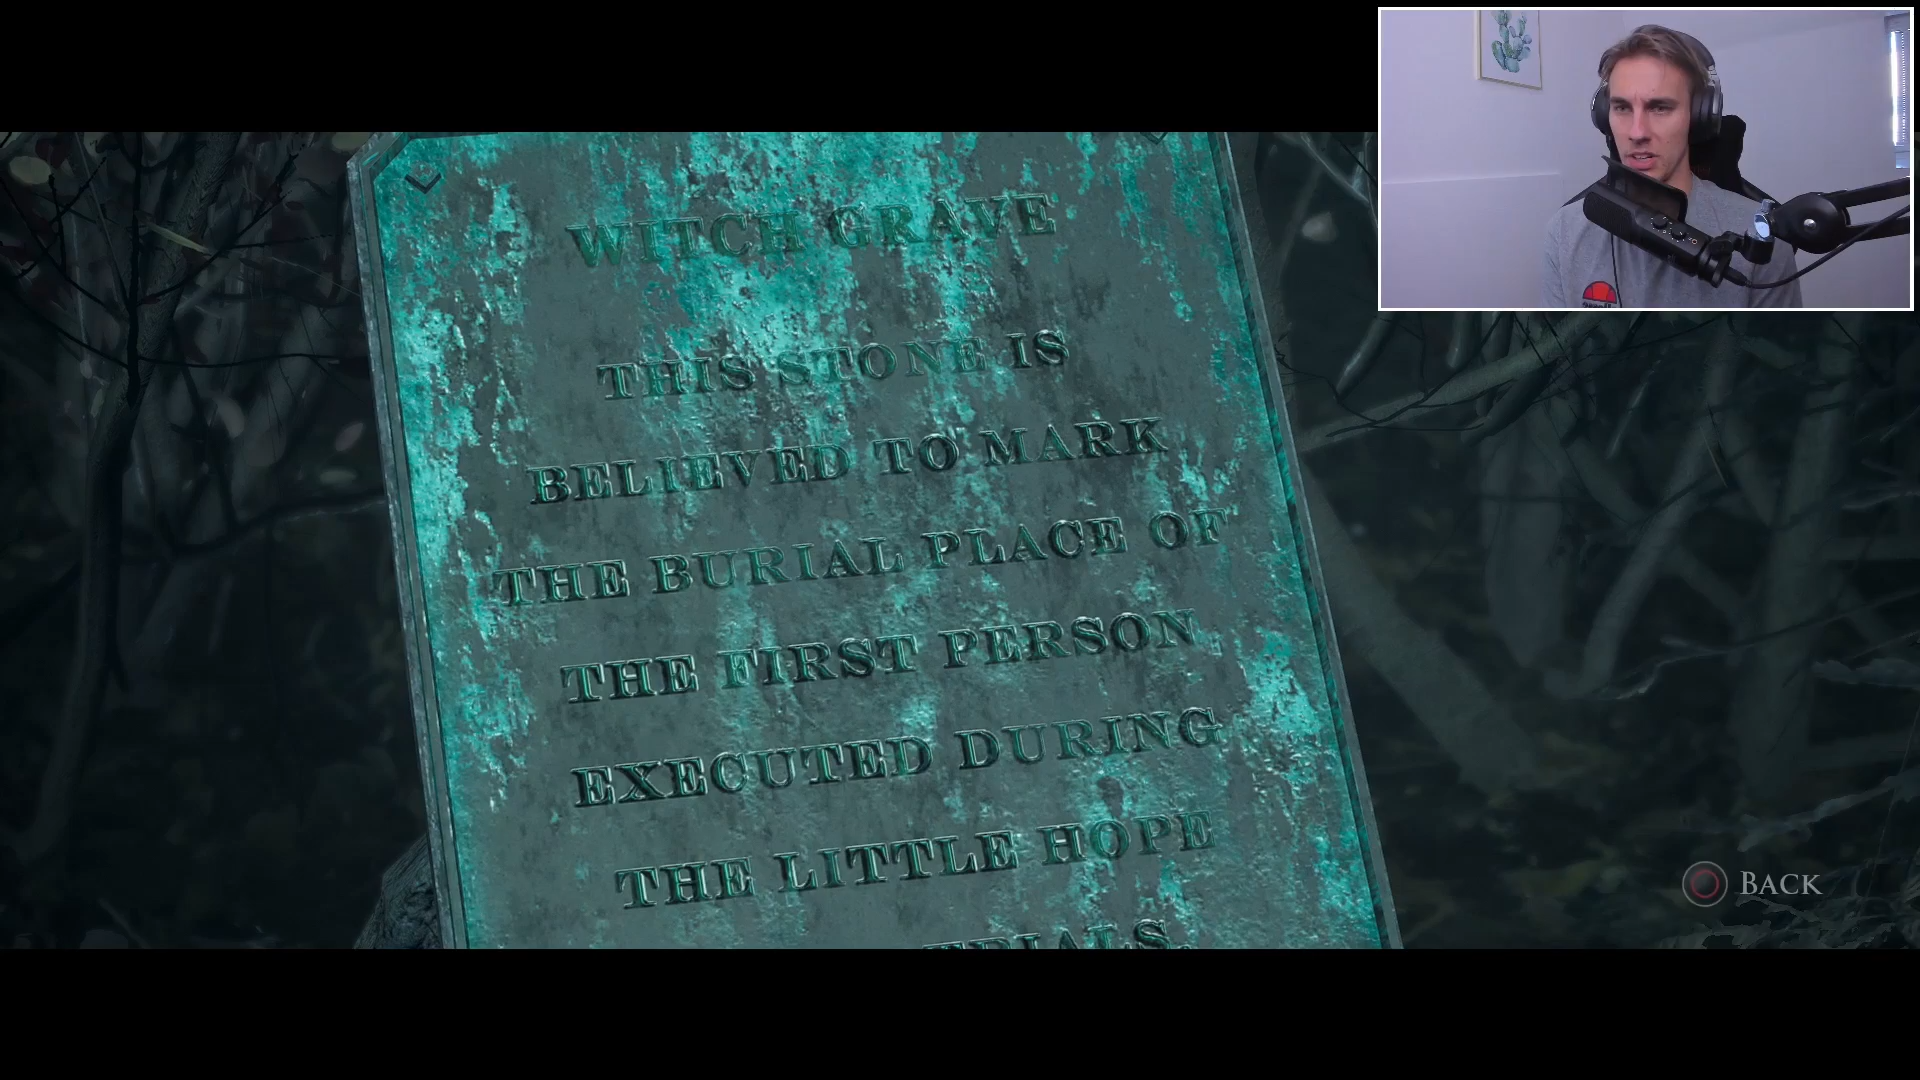 WITCH GRAVE
THIS STONE IS
BELIEVED TO MARK
THE BURIAL PLACE OF
THE FIRST PERSON
EXECUTED DURING
THE LITTLE HOPE
TRIALS.
BACK